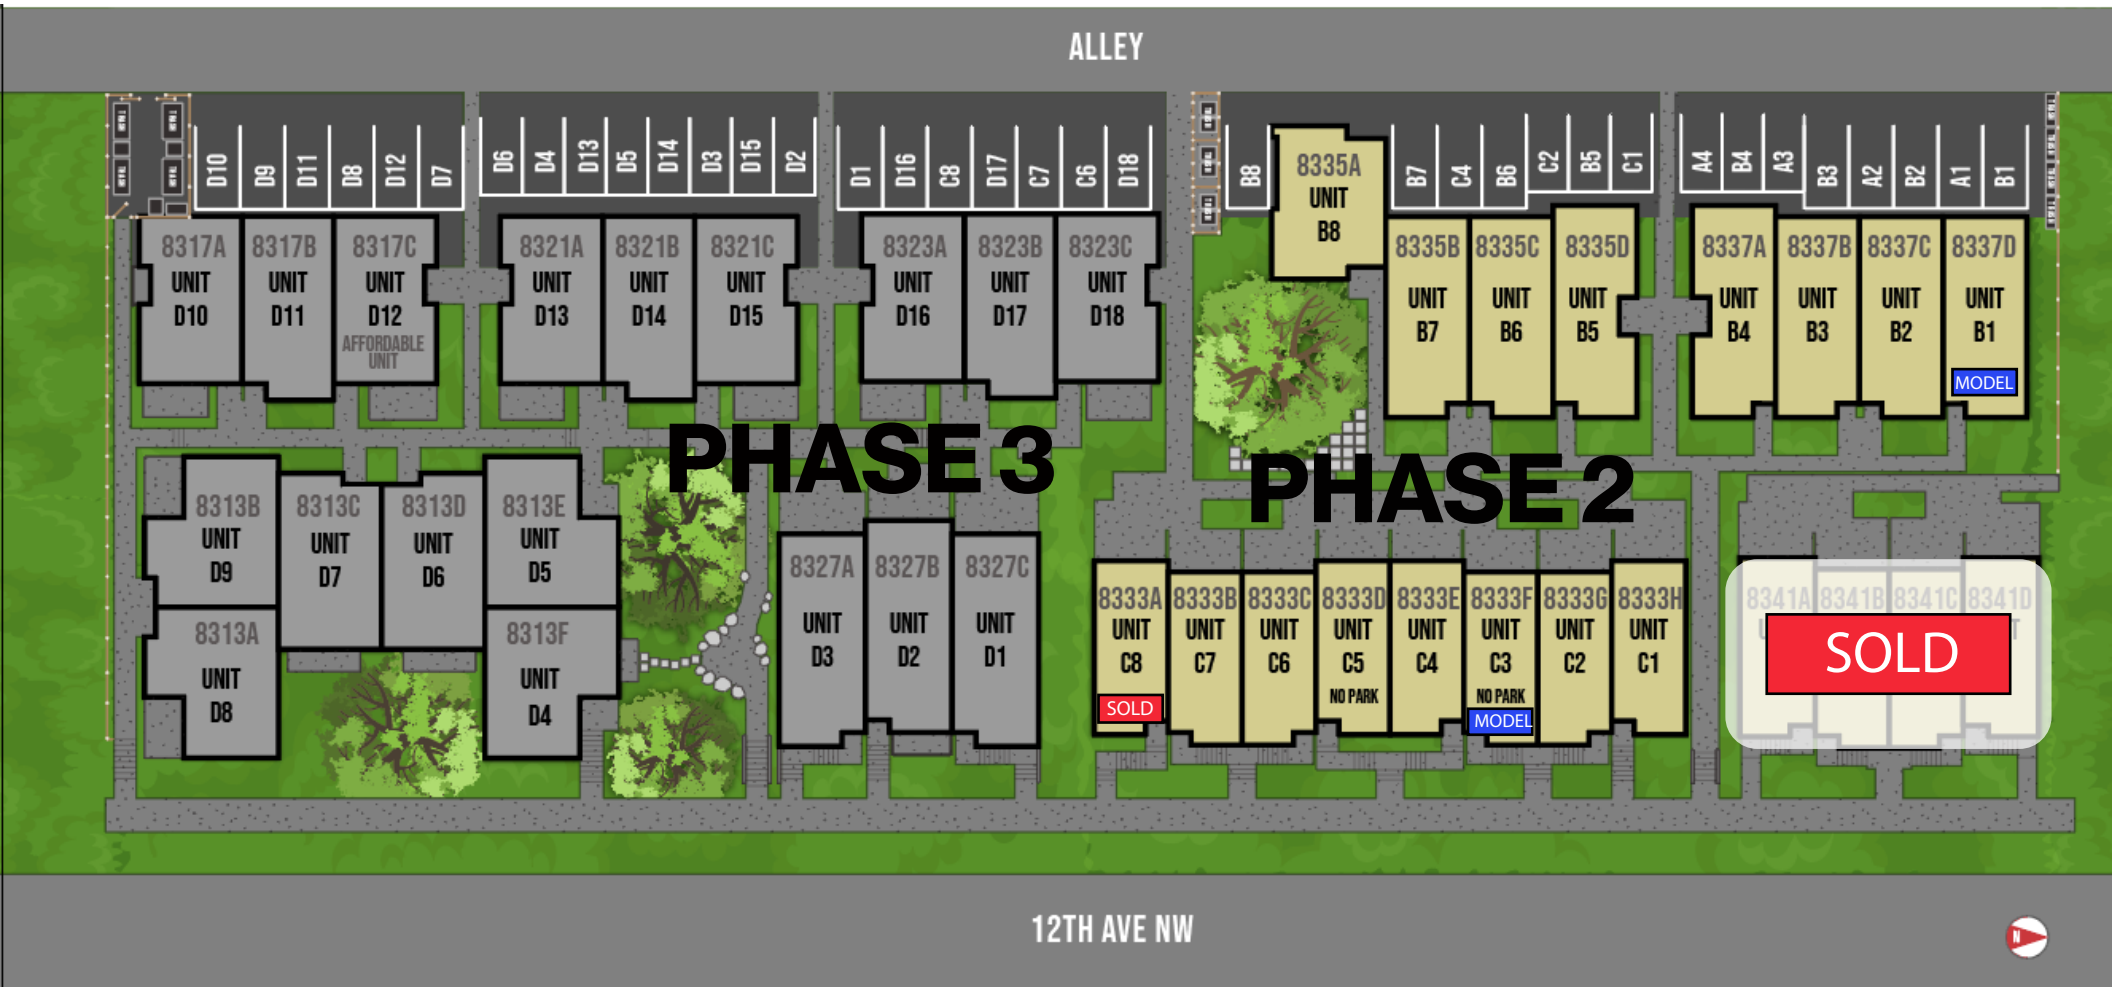 ALLEY
D10
D9
D11
D8
D12
D7
D6
D4
D13
D5
D14
D3
D15
D2
D1
D16
C8
D17
C7
C6
D18
B8
B7
C4
B6
C2
B5
C1
A4
B4
A3
B3
A2
B2
A1
B1
8317A
UNIT
D10
8317B
UNIT
D11
8317C
UNIT
D12
AFFORDABLE
UNIT
8321A
UNIT
D13
8321B
UNIT
D14
8321C
UNIT
D15
8323A
UNIT
D16
8323B
UNIT
D17
8323C
UNIT
D18
8335A
UNIT
B8
8335B
UNIT
B7
8335C
UNIT
B6
8335D
UNIT
B5
8337A
UNIT
B4
8337B
UNIT
B3
8337C
UNIT
B2
8337D
UNIT
B1
MODEL
PHASE 3
PHASE 2
8313B
UNIT
D9
8313C
UNIT
D7
8313D
UNIT
D6
8313E
UNIT
D5
8313A
UNIT
D8
8313F
UNIT
D4
8327A
UNIT
D3
8327B
UNIT
D2
8327C
UNIT
D1
8333A
UNIT
C8
SOLD
8333B
UNIT
C7
8333C
UNIT
C6
8333D
UNIT
C5
NO PARK
8333E
UNIT
C4
8333F
UNIT
C3
NO PARK
MODEL
8333G
UNIT
C2
8333H
UNIT
C1
8341A
8341B
8341C
8341D
SOLD
12TH AVE NW
N